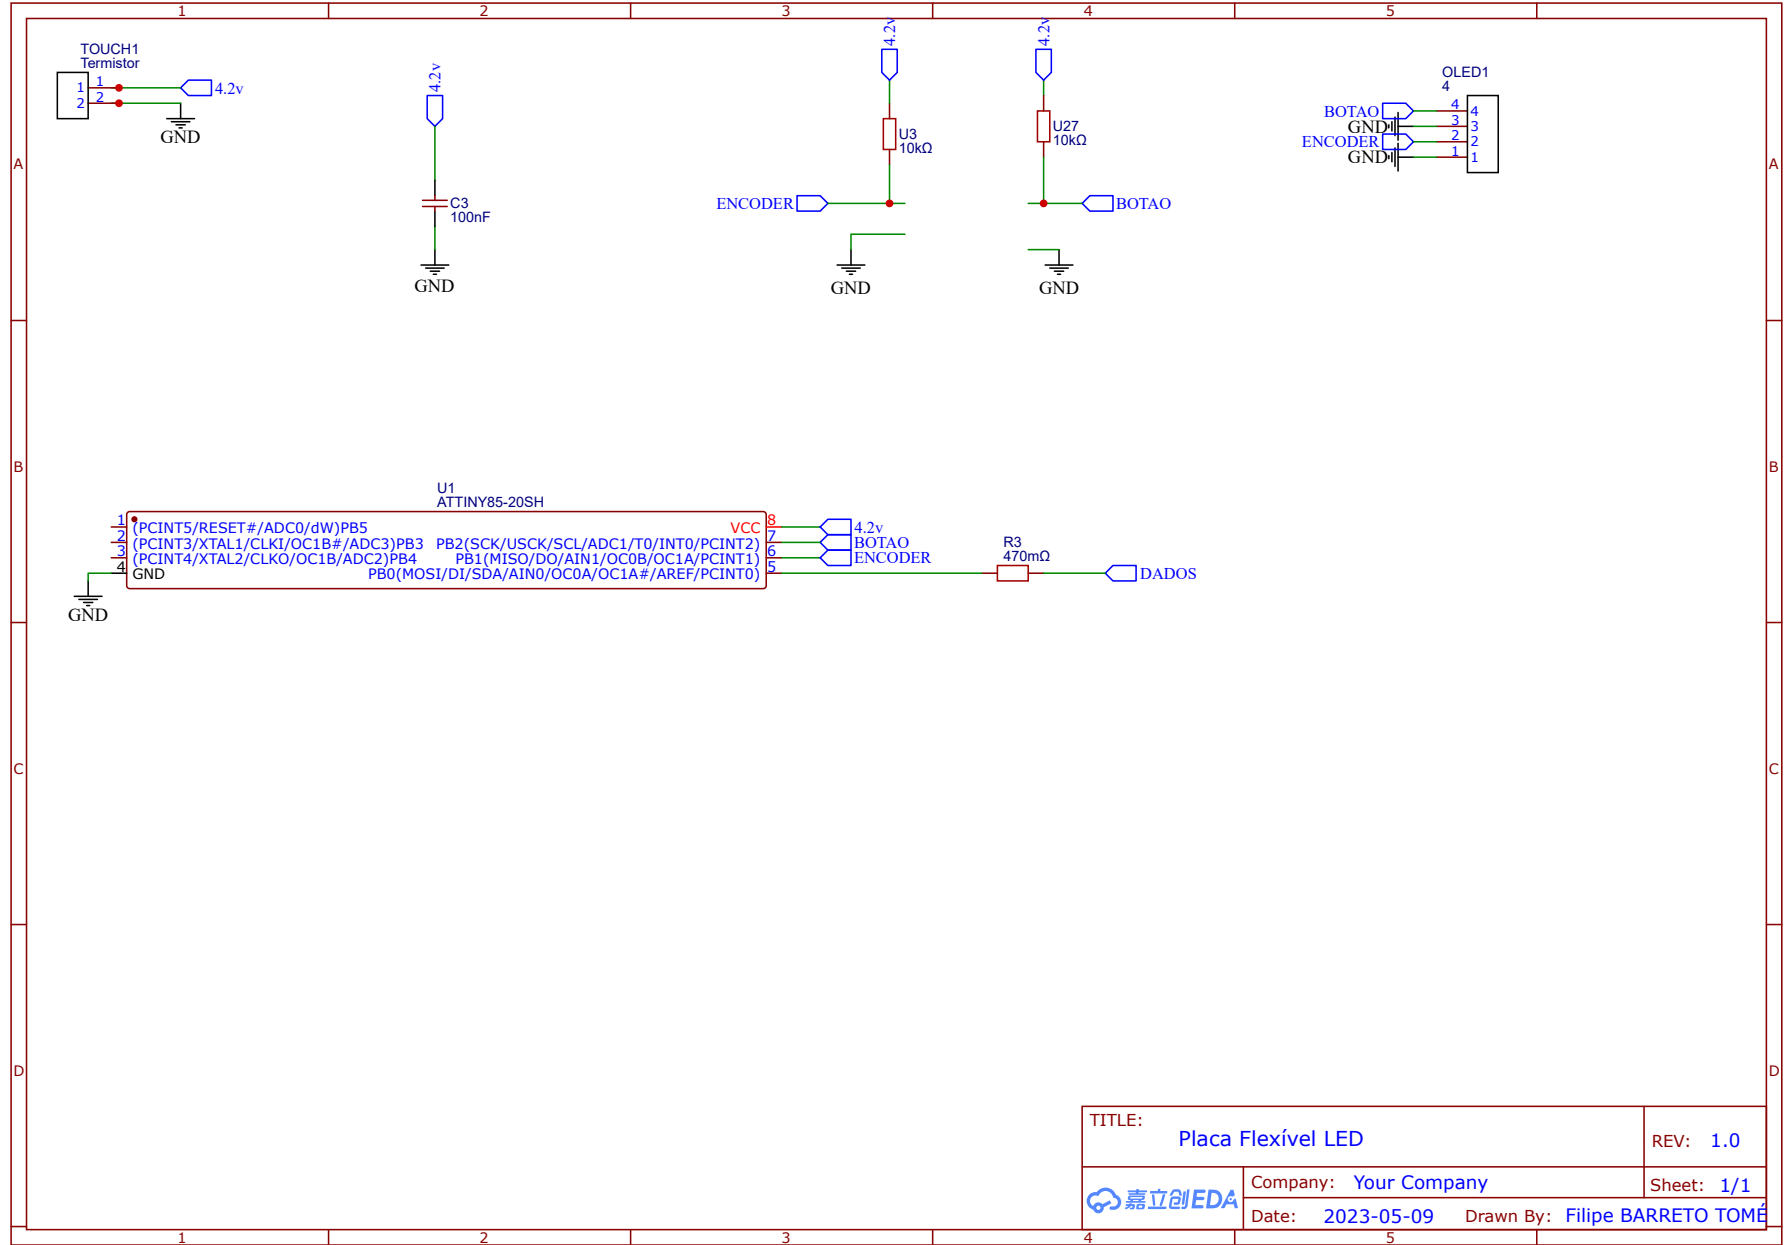 1 2 3 4 5
TOUCH1
Termistor
1 1
2 2
4.2v
GND
4.2v
C3
100nF
GND
4.2v
U3
10kΩ
ENCODER
GND
4.2v
U27
10kΩ
BOTAO
GND
OLED1
4
BOTAO 4 4
GND 3 3
ENCODER 2 2
GND 1 1
A A
B B
U1
ATTINY85-20SH
1 (PCINT5/RESET#/ADC0/dW)PB5 VCC 8 4.2v
2 (PCINT3/XTAL1/CLKI/OC1B#/ADC3)PB3 PB2(SCK/USCK/SCL/ADC1/T0/INT0/PCINT2) 7 BOTAO
3 (PCINT4/XTAL2/CLKO/OC1B/ADC2)PB4 PB1(MISO/DO/AIN1/OC0B/OC1A/PCINT1) 6 ENCODER
4 GND PB0(MOSI/DI/SDA/AIN0/OC0A/OC1A#/AREF/PCINT0) 5
GND
R3
470mΩ
DADOS
C C
D D
TITLE:
Placa Flexível LED
REV: 1.0
嘉立创EDA
Company: Your Company
Sheet: 1/1
Date: 2023-05-09 Drawn By: Filipe BARRETO TOMÉ
1 2 3 4 5